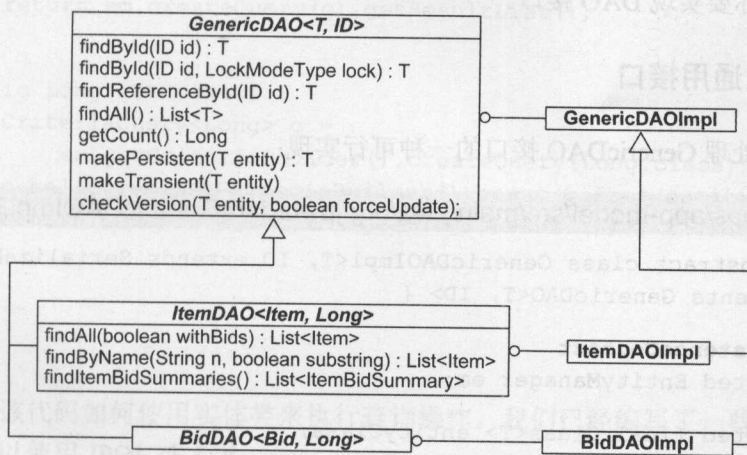 GenericDAO<T, ID>
findById(ID id) : T
findById(ID id, LockModeType lock) : T
findReferenceById(ID id) : T
findAll() : List<T>
getCount() : Long
makePersistent(T entity) : T
makeTransient(T entity)
checkVersion(T entity, boolean forceUpdate);
GenericDAOImpl
ItemDAO<Item, Long>
findAll(boolean withBids) : List<Item>
findByName(String n, boolean substring) : List<Item>
findItemBidSummaries() : List<ItemBidSummary>
ItemDAOImpl
BidDAO<Bid, Long>
BidDAOImpl